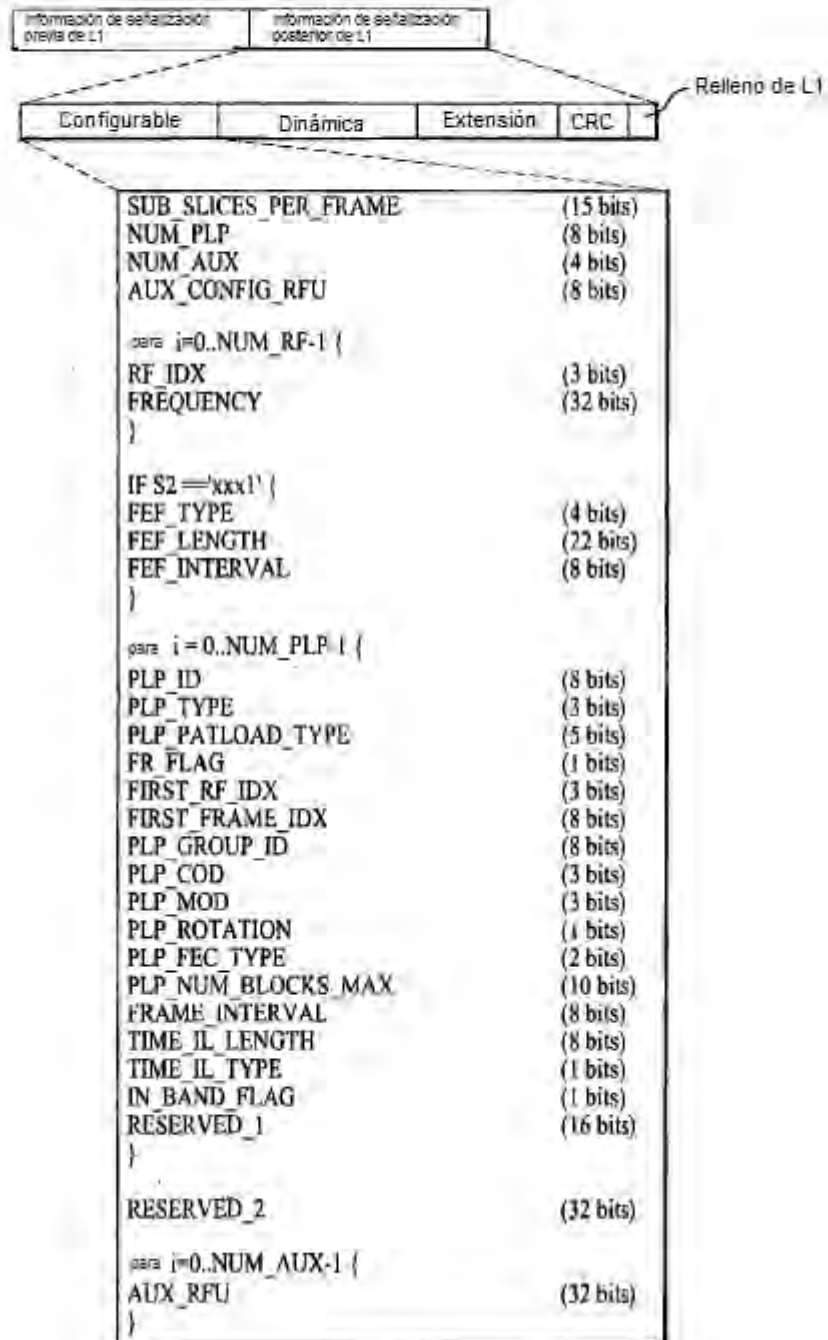 Información de señalización
previa de L1
Información de señalización
posterior de L1
Relleno de L1
Configurable Dinámica Extensión CRC
SUB_SLICES_PER_FRAME (15 bits)
NUM_PLP (8 bits)
NUM_AUX (4 bits)
AUX_CONFIG_RFU (8 bits)
para i=0..NUM_RF-1 {
RF_IDX (3 bits)
FREQUENCY (32 bits)
}
IF S2=='xxx1' {
FEF_TYPE (4 bits)
FEF_LENGTH (22 bits)
FEF_INTERVAL (8 bits)
}
para i = 0..NUM_PLP-1 {
PLP_ID (8 bits)
PLP_TYPE (3 bits)
PLP_PATLOAD_TYPE (5 bits)
FR_FLAG (1 bits)
FIRST_RF_IDX (3 bits)
FIRST_FRAME_IDX (8 bits)
PLP_GROUP_ID (8 bits)
PLP_COD (3 bits)
PLP_MOD (3 bits)
PLP_ROTATION (1 bits)
PLP_FEC_TYPE (2 bits)
PLP_NUM_BLOCKS_MAX (10 bits)
FRAME_INTERVAL (8 bits)
TIME_IL_LENGTH (8 bits)
TIME_IL_TYPE (1 bits)
IN_BAND_FLAG (1 bits)
RESERVED_1 (16 bits)
}
RESERVED_2 (32 bits)
para i=0..NUM_AUX-1 {
AUX_RFU (32 bits)
}